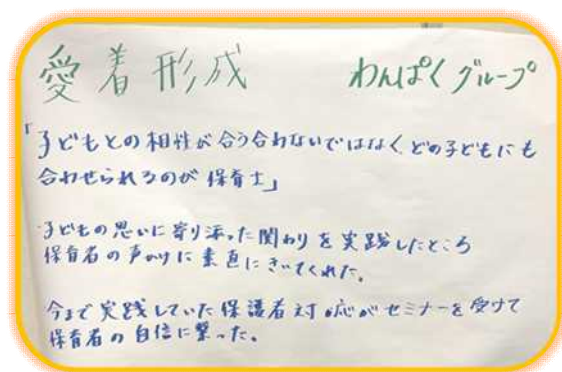 愛着形成 わんぱくグループ
「子どもとの相性が合う合わないではなく、どの子どもにも
合わせられるのが保育士」
子どもの思いに寄り添った関わりを実践したところ
保育者の声かけに素直にきいてくれた。
今まで実践していた保護者対応がセミナーを受けて
保育者の自信に繋った。